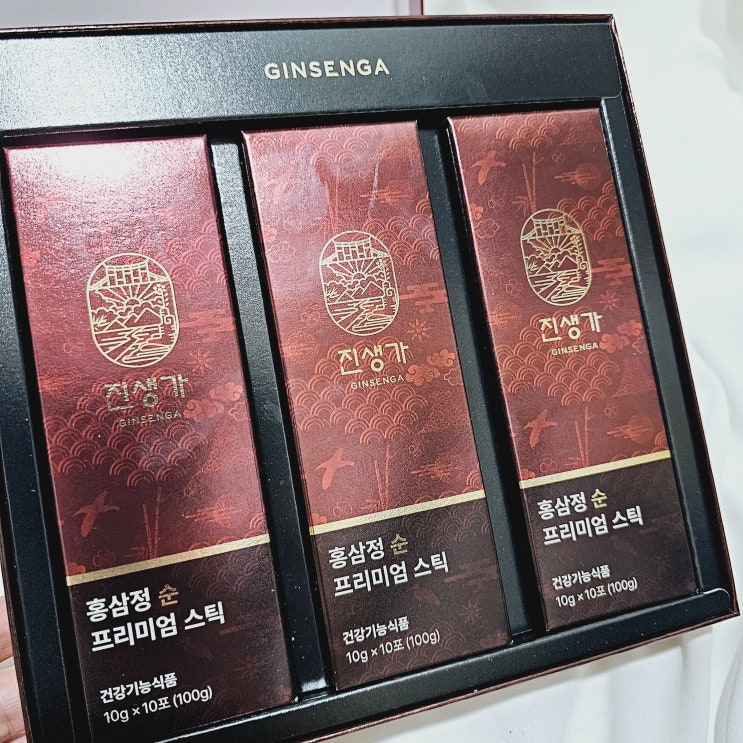 GINSENGA
진생가
GINSENGA
홍삼정 순
프리미엄 스틱
건강기능식품
10g × 10포 (100g)
진생가
GINSENGA
홍삼정 순
프리미엄 스틱
건강기능식품
10g × 10포 (100g)
진생가
GINSENGA
홍삼정 순
프리미엄 스틱
건강기능식품
10g × 10포 (100g)